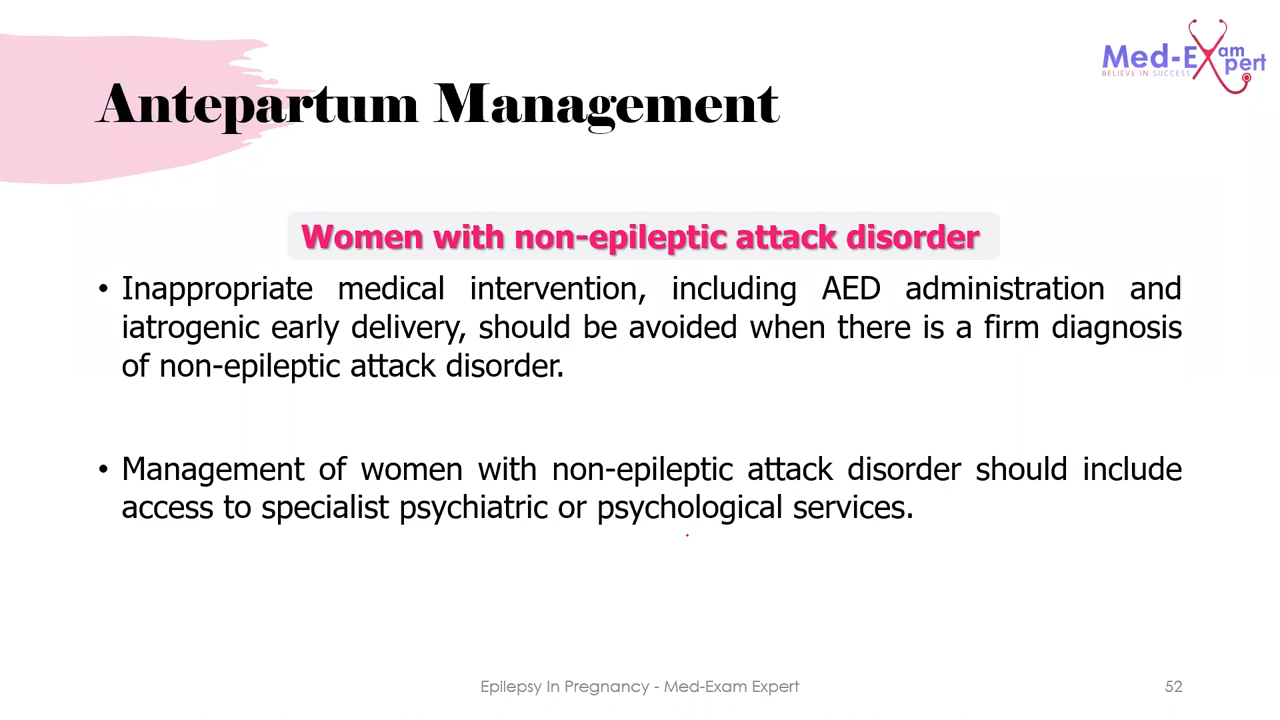 Med-Exam Expert
BELIEVE IN SUCCESS
Antepartum Management
Women with non-epileptic attack disorder
• Inappropriate medical intervention, including AED administration and
iatrogenic early delivery, should be avoided when there is a firm diagnosis
of non-epileptic attack disorder.
• Management of women with non-epileptic attack disorder should include
access to specialist psychiatric or psychological services.
Epilepsy In Pregnancy - Med-Exam Expert
52